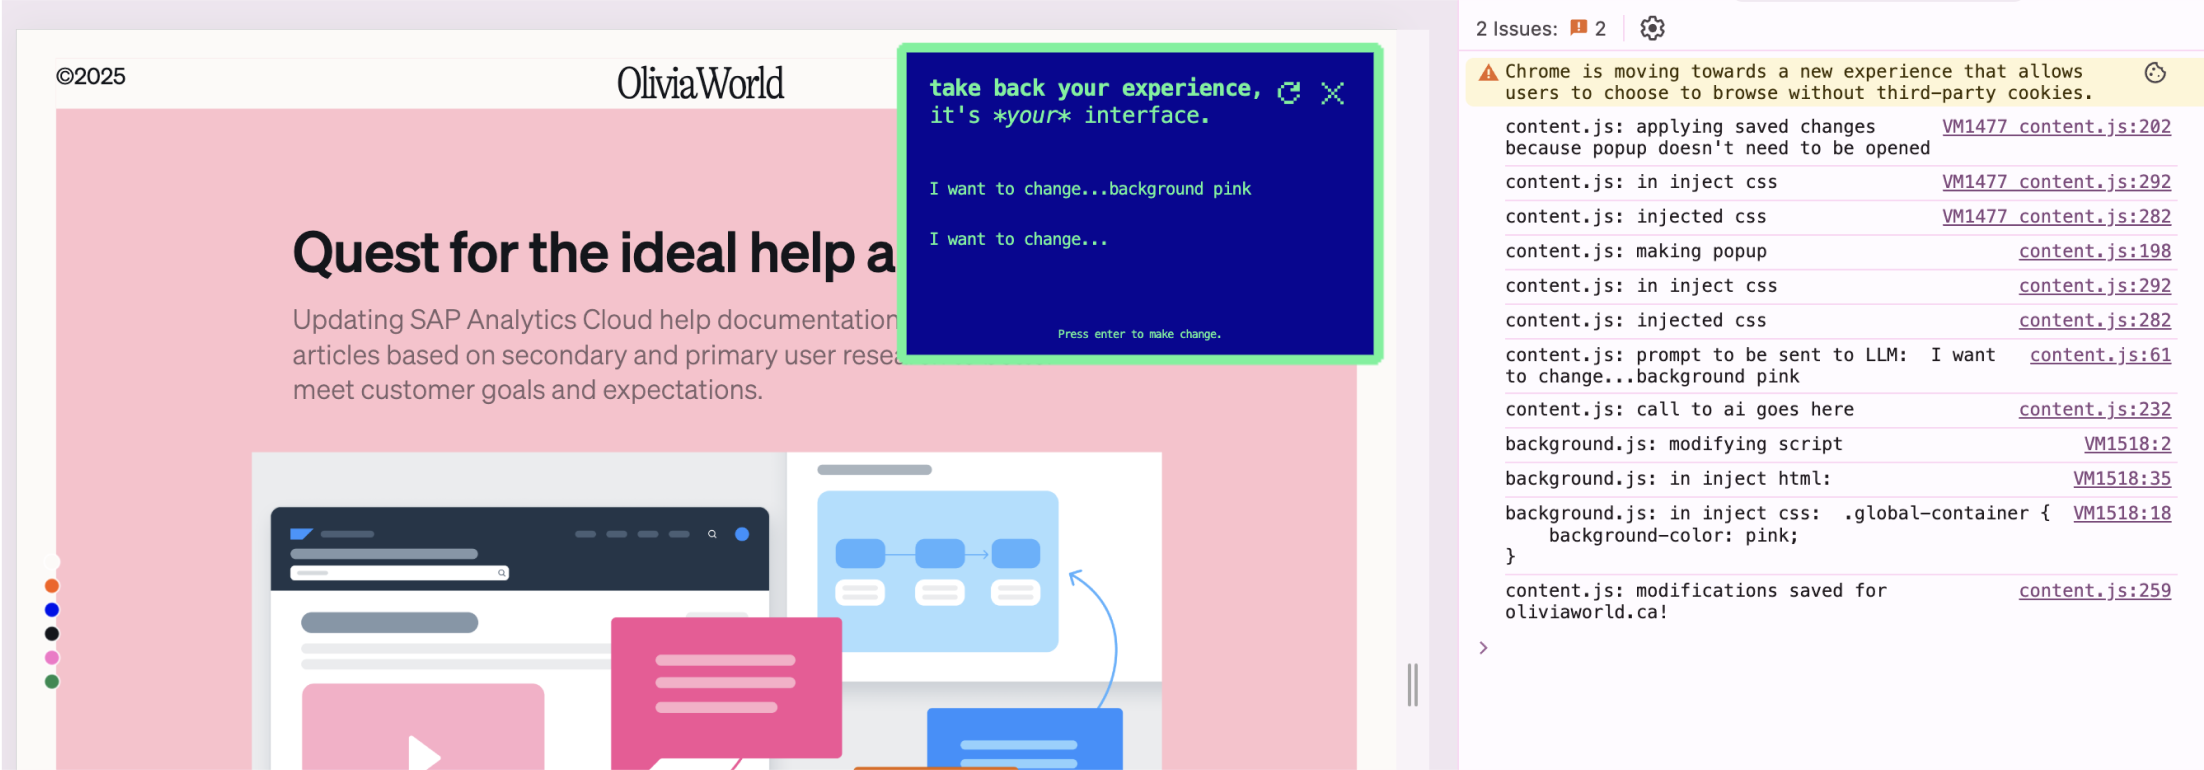 ©2025
OliviaWorld
take back your experience,
it's *your* interface.
I want to change...background pink
I want to change...
Press enter to make change.
Quest for the ideal help a
Updating SAP Analytics Cloud help documentation
articles based on secondary and primary user resea
meet customer goals and expectations.
2 Issues: 2
Chrome is moving towards a new experience that allows
users to choose to browse without third-party cookies.
content.js: applying saved changes VM1477 content.js:202
because popup doesn't need to be opened
content.js: in inject css VM1477 content.js:292
content.js: injected css VM1477 content.js:282
content.js: making popup content.js:198
content.js: in inject css content.js:292
content.js: injected css content.js:282
content.js: prompt to be sent to LLM: I want content.js:61
to change...background pink
content.js: call to ai goes here content.js:232
background.js: modifying script VM1518:2
background.js: in inject html: VM1518:35
background.js: in inject css: .global-container { VM1518:18
background-color: pink;
}
content.js: modifications saved for content.js:259
oliviaworld.ca!